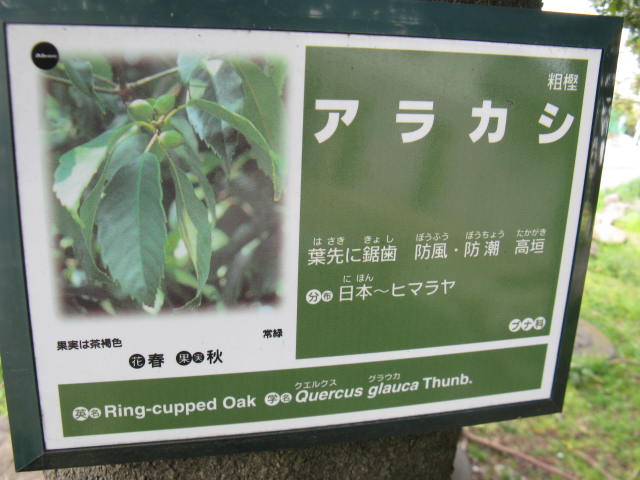 粗樫
アラカシ
はさき きょし ぼうふう ぼうちょう たかがき
葉先に鋸歯 防風・防潮 高垣
にほん
分布 日本～ヒマラヤ
ブナ科
常緑
果実は茶褐色
花 春 果実 秋
クエルクス グラウカ
英名 Ring-cupped Oak 学名 Quercus glauca Thunb.